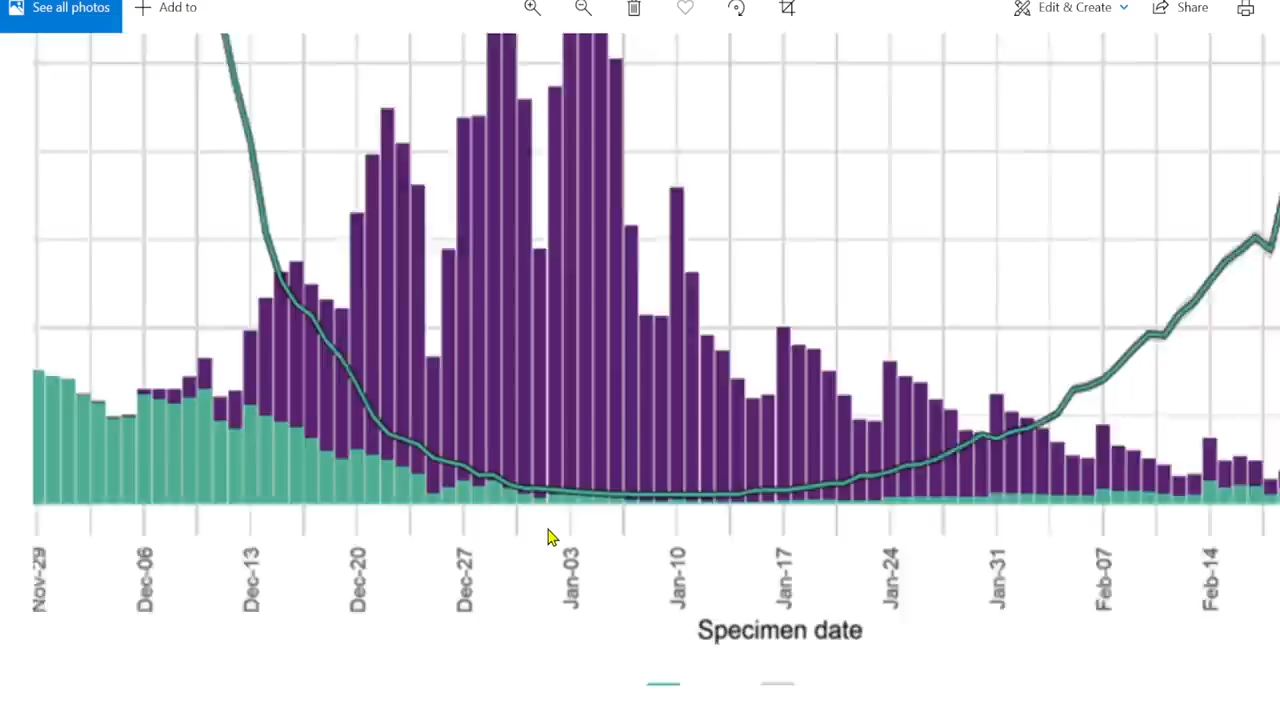 See all photos
Add to
Edit & Create
Share
Nov-29
Dec-06
Dec-13
Dec-20
Dec-27
Jan-03
Jan-10
Jan-17
Jan-24
Jan-31
Feb-07
Feb-14
Specimen date